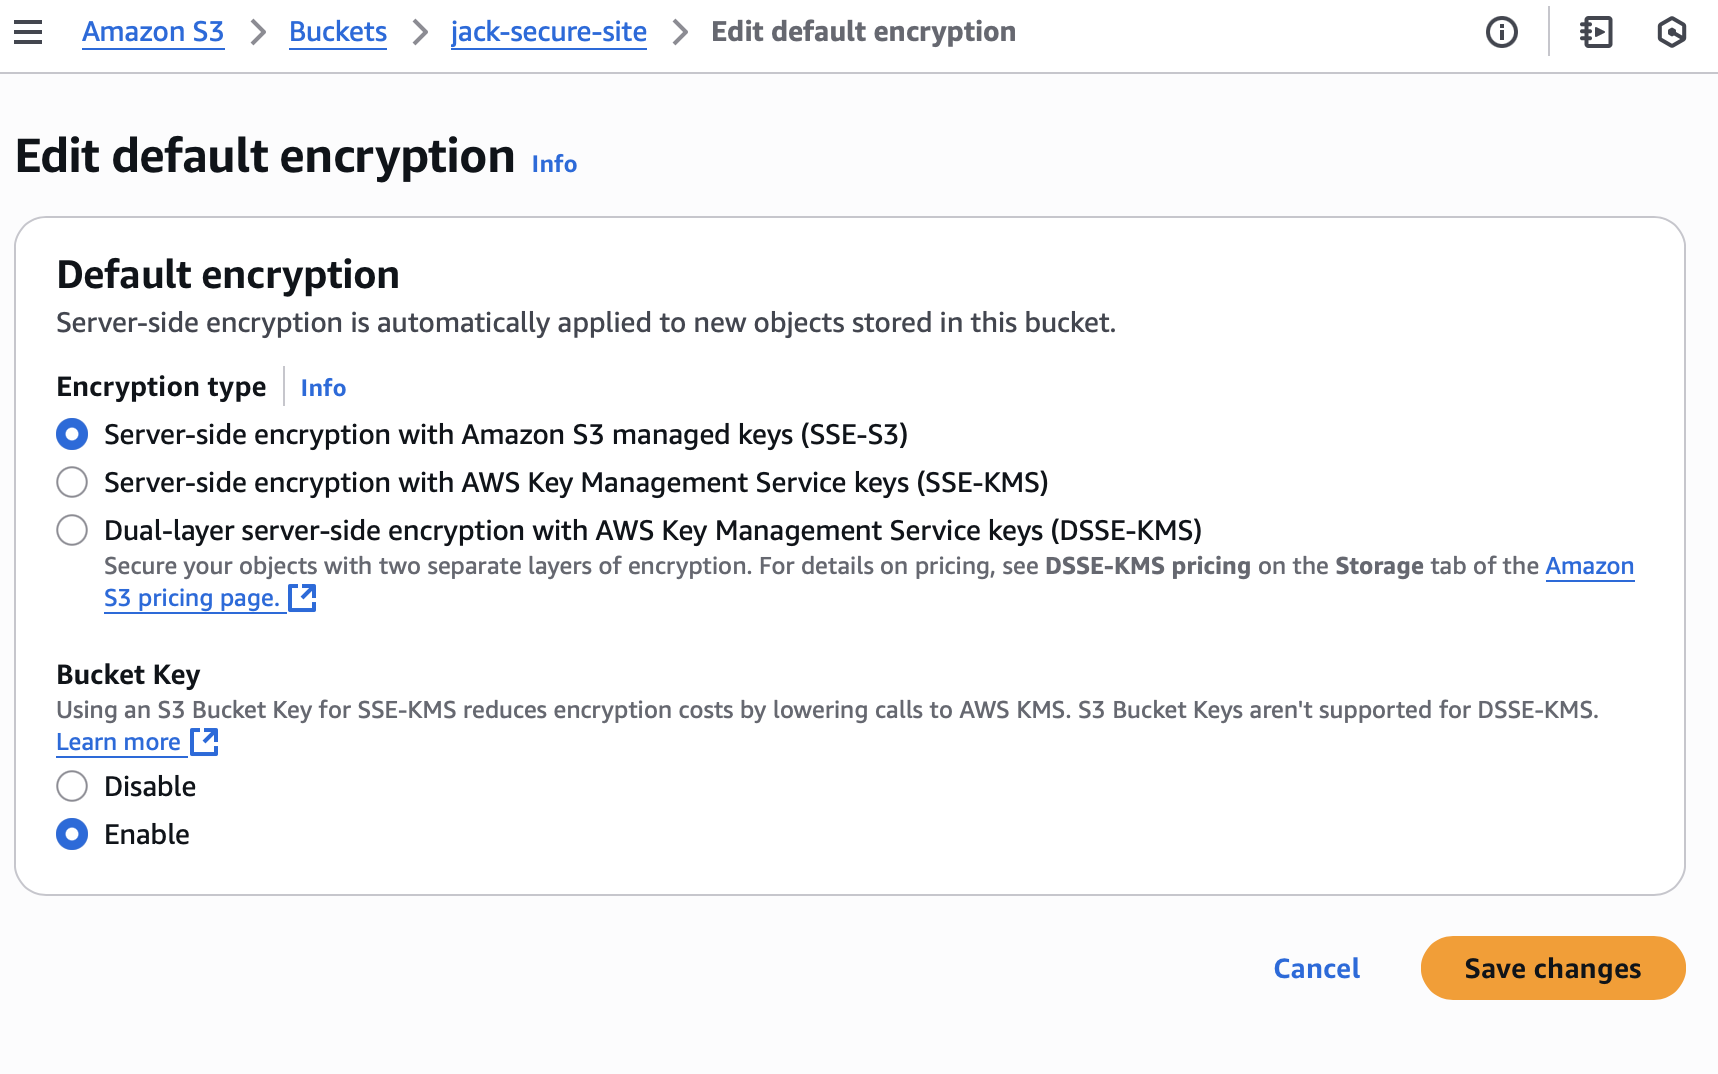 Amazon S3 > Buckets > jack-secure-site > Edit default encryption
Edit default encryption Info
Default encryption
Server-side encryption is automatically applied to new objects stored in this bucket.
Encryption type Info
Server-side encryption with Amazon S3 managed keys (SSE-S3)
Server-side encryption with AWS Key Management Service keys (SSE-KMS)
Dual-layer server-side encryption with AWS Key Management Service keys (DSSE-KMS)
Secure your objects with two separate layers of encryption. For details on pricing, see DSSE-KMS pricing on the Storage tab of the Amazon
S3 pricing page.
Bucket Key
Using an S3 Bucket Key for SSE-KMS reduces encryption costs by lowering calls to AWS KMS. S3 Bucket Keys aren't supported for DSSE-KMS.
Learn more
Disable
Enable
Cancel Save changes